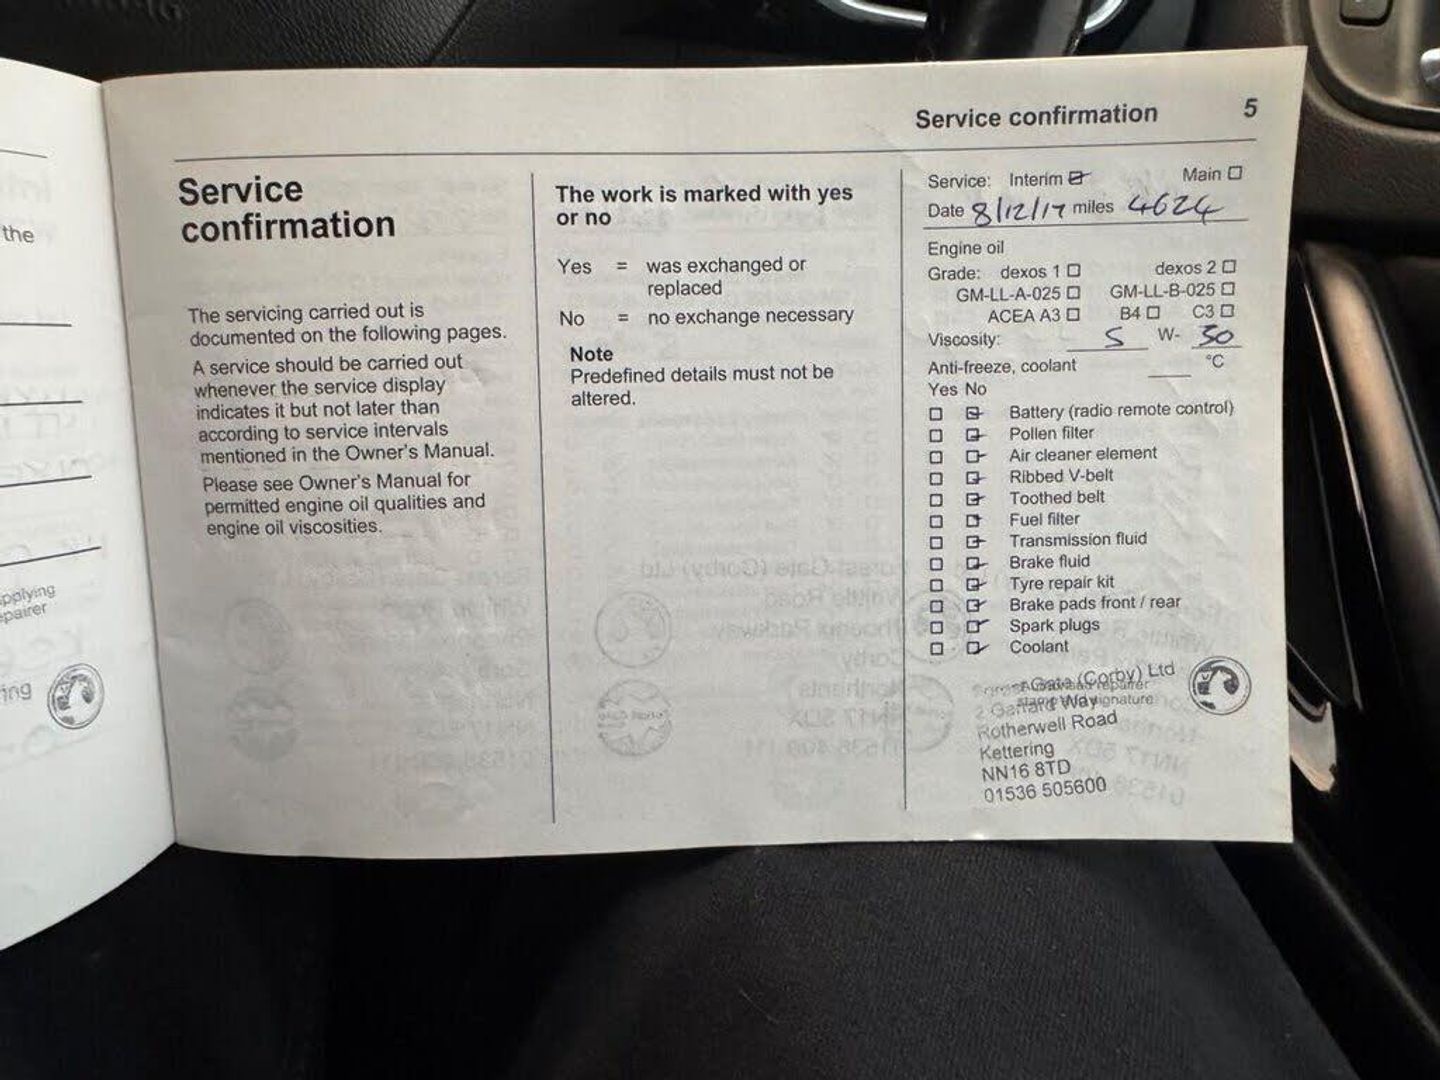 the
pplying
epairer
ing
Service confirmation 5
Service
confirmation
The servicing carried out is
documented on the following pages.
A service should be carried out
whenever the service display
indicates it but not later than
according to service intervals
mentioned in the Owner's Manual.
Please see Owner's Manual for
permitted engine oil qualities and
engine oil viscosities.
The work is marked with yes
or no
Yes = was exchanged or
replaced
No = no exchange necessary
Note
Predefined details must not be
altered.
Service: Interim Main
Date 8/12/17 miles 4624
Engine oil
Grade: dexos 1 dexos 2
GM-LL-A-025 GM-LL-B-025
ACEA A3 B4 C3
Viscosity: 5 W- 30
Anti-freeze, coolant °C
Yes No
Battery (radio remote control)
Pollen filter
Air cleaner element
Ribbed V-belt
Toothed belt
Fuel filter
Transmission fluid
Brake fluid
Tyre repair kit
Brake pads front / rear
Spark plugs
Coolant
Gate (Corby) Ltd
2 Garrard Way
Rotherwell Road
Kettering
NN16 8TD
01536 505600